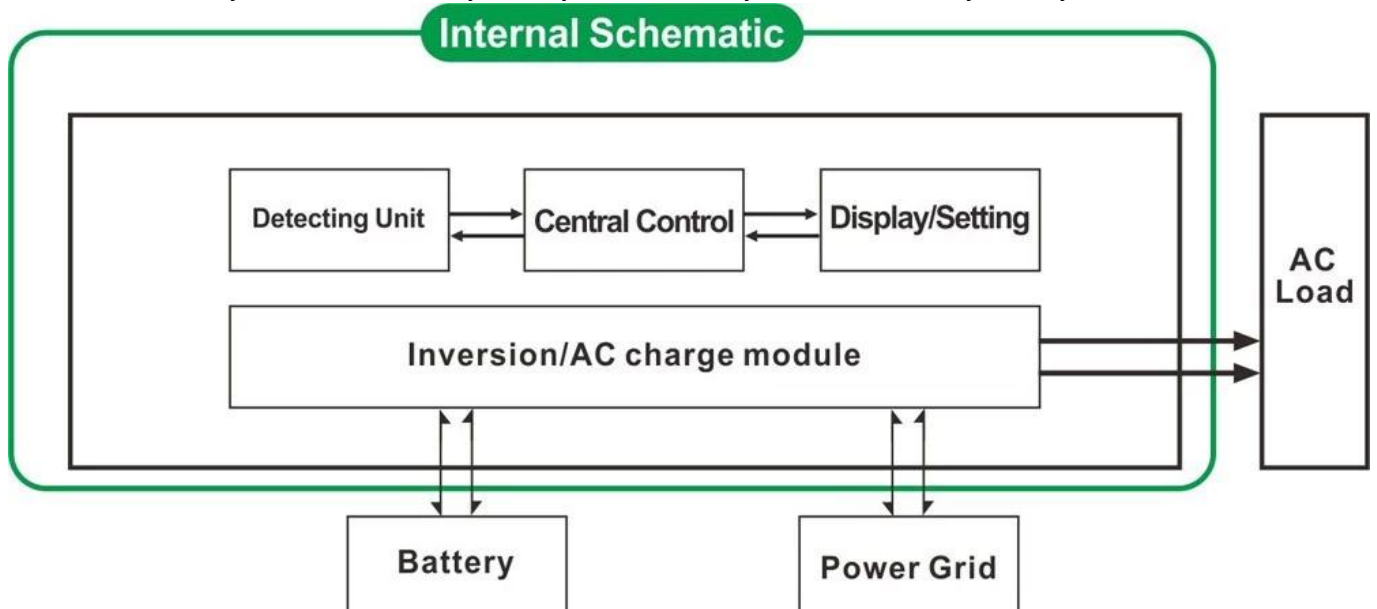 Internal Schematic
Detecting Unit
Central Control
Display/Setting
AC
Load
Inversion/AC charge module
Battery
Power Grid